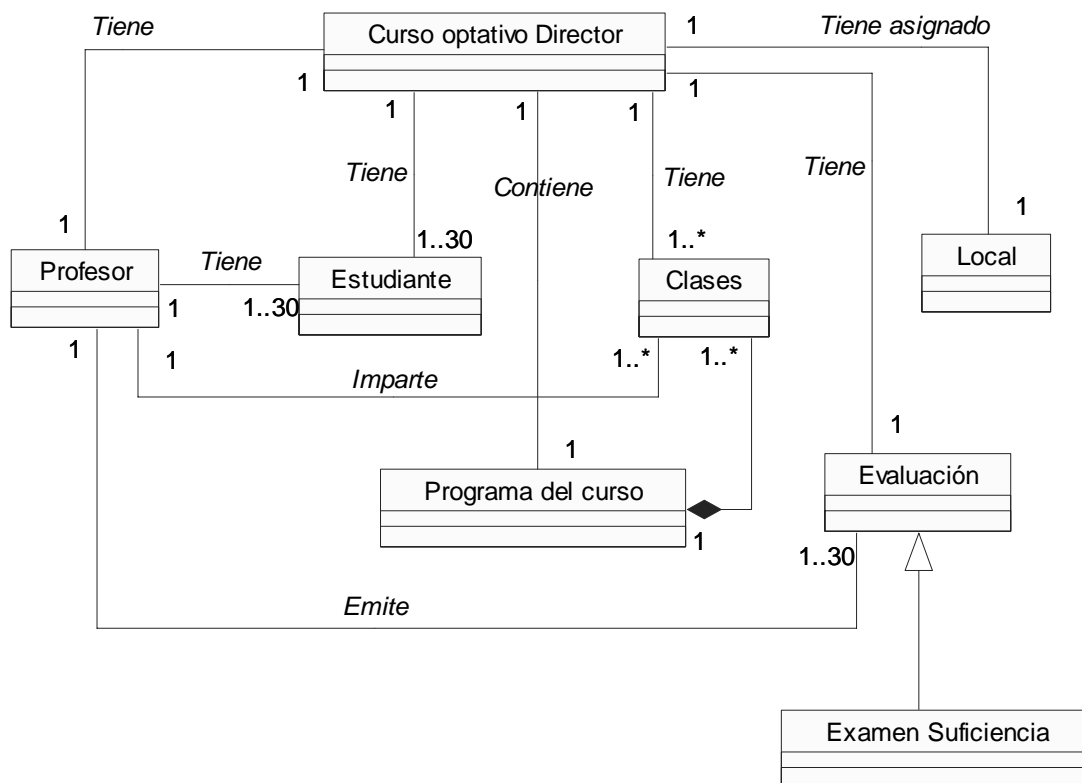 Tiene
Curso optativo Director
1
Tiene asignado
1
1
1
1
1
Tiene
Contiene
Tiene
Tiene
1
1..30
1..*
1
Profesor
Tiene
Estudiante
Clases
Local
1
1..30
1
1
1..*
1..*
Imparte
1
1
Programa del curso
Evaluación
1
1..30
Emite
Examen Suficiencia